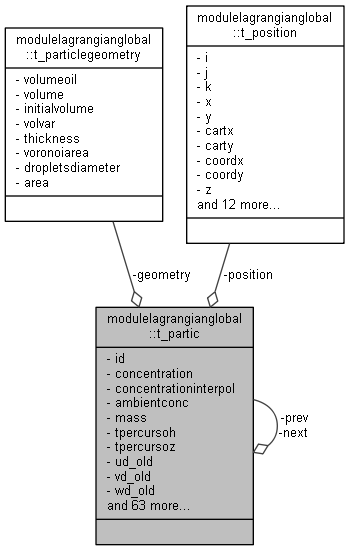 modulelagrangianglobal
::t_particlegeometry
- volumeoil
- volume
- initialvolume
- volvar
- thickness
- voronoiarea
- dropletsdiameter
- area
modulelagrangianglobal
::t_position
- i
- j
- k
- x
- y
- cartx
- carty
- coordx
- coordy
- z
and 12 more...
-geometry
-position
modulelagrangianglobal
::t_partic
- id
- concentration
- concentrationinterpol
- ambientconc
- mass
- tpercursoh
- tpercursoz
- ud_old
- vd_old
- wd_old
and 63 more...
-prev
-next